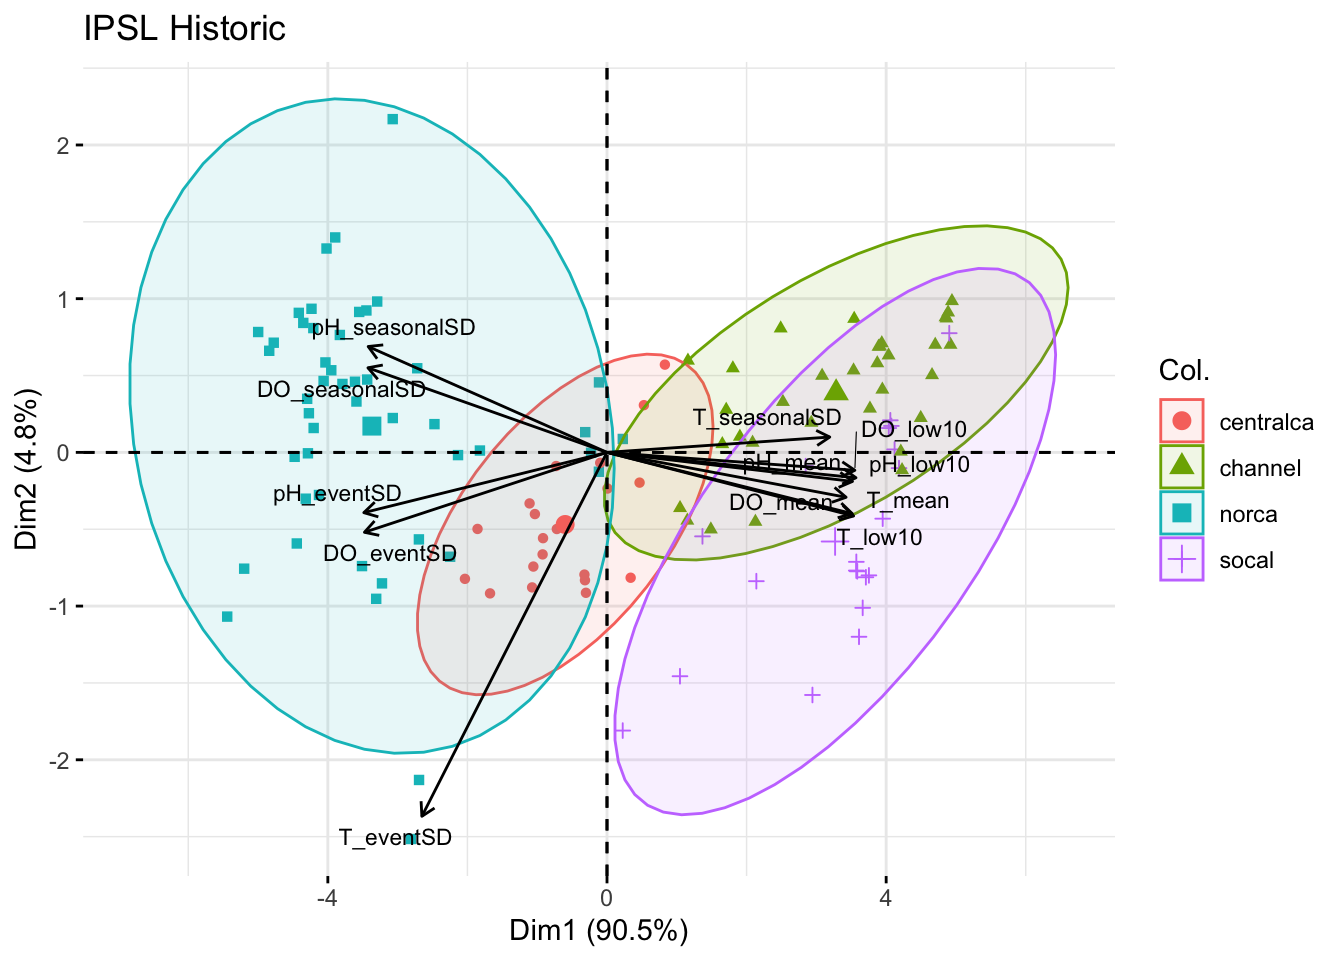 IPSL Historic
Dim2 (4.8%)
2
1
0
-1
-2
pH_seasonalSD
DO_seasonalSD
T_seasonalSD
DO_low10
pH_mean
pH_low10
pH_eventSD
DO_mean
T_mean
T_low10
DO_eventSD
T_eventSD
-4
0
4
Dim1 (90.5%)
Col.
centralca
channel
norca
socal